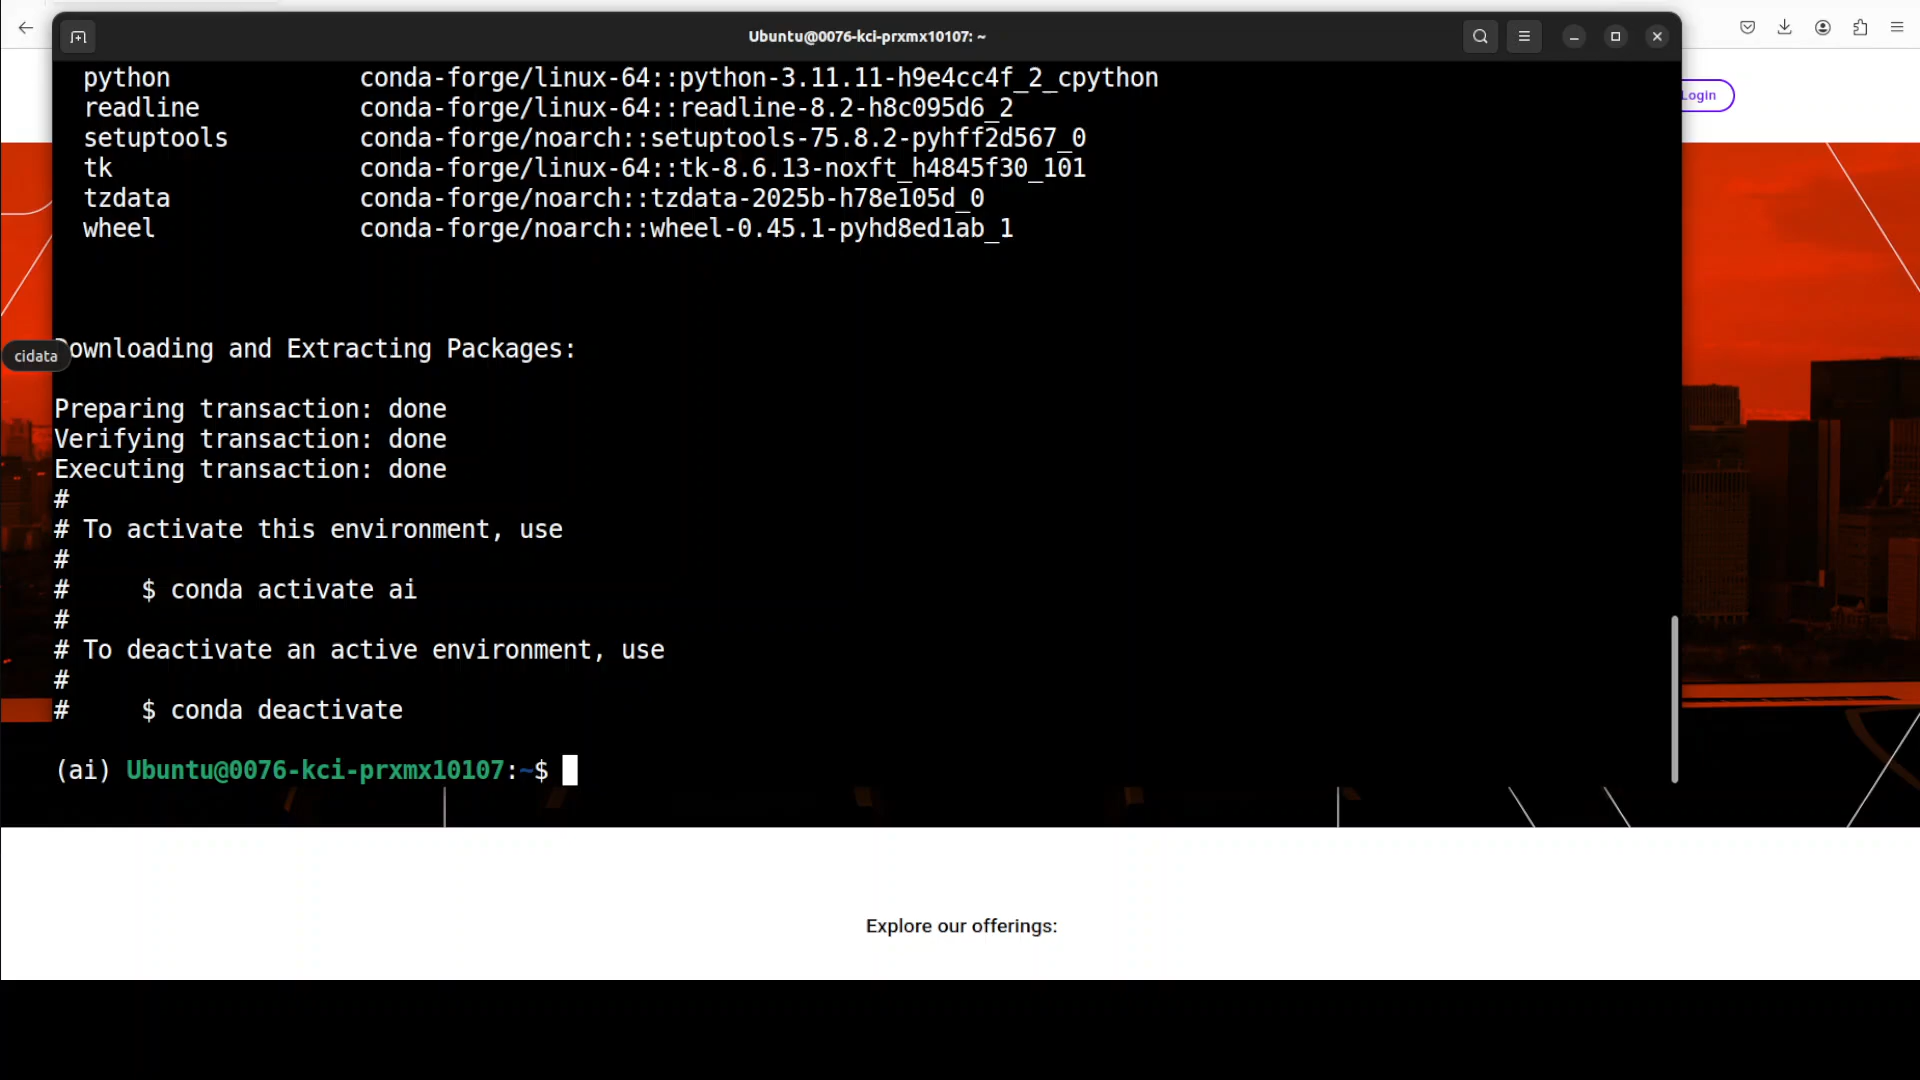 Ubuntu@0076-kci-prxmx10107: ~
python conda-forge/linux-64::python-3.11.11-h9e4cc4f_2_cpython
readline conda-forge/linux-64::readline-8.2-h8c095d6_2
setuptools conda-forge/noarch::setuptools-75.8.2-pyhff2d567_0
tk conda-forge/linux-64::tk-8.6.13-noxft_h4845f30_101
tzdata conda-forge/noarch::tzdata-2025b-h78e105d_0
wheel conda-forge/noarch::wheel-0.45.1-pyhd8ed1ab_1
Login
cidata
Downloading and Extracting Packages:
Preparing transaction: done
Verifying transaction: done
Executing transaction: done
#
# To activate this environment, use
#
# $ conda activate ai
#
# To deactivate an active environment, use
#
# $ conda deactivate
(ai) Ubuntu@0076-kci-prxmx10107:~$
Explore our offerings: